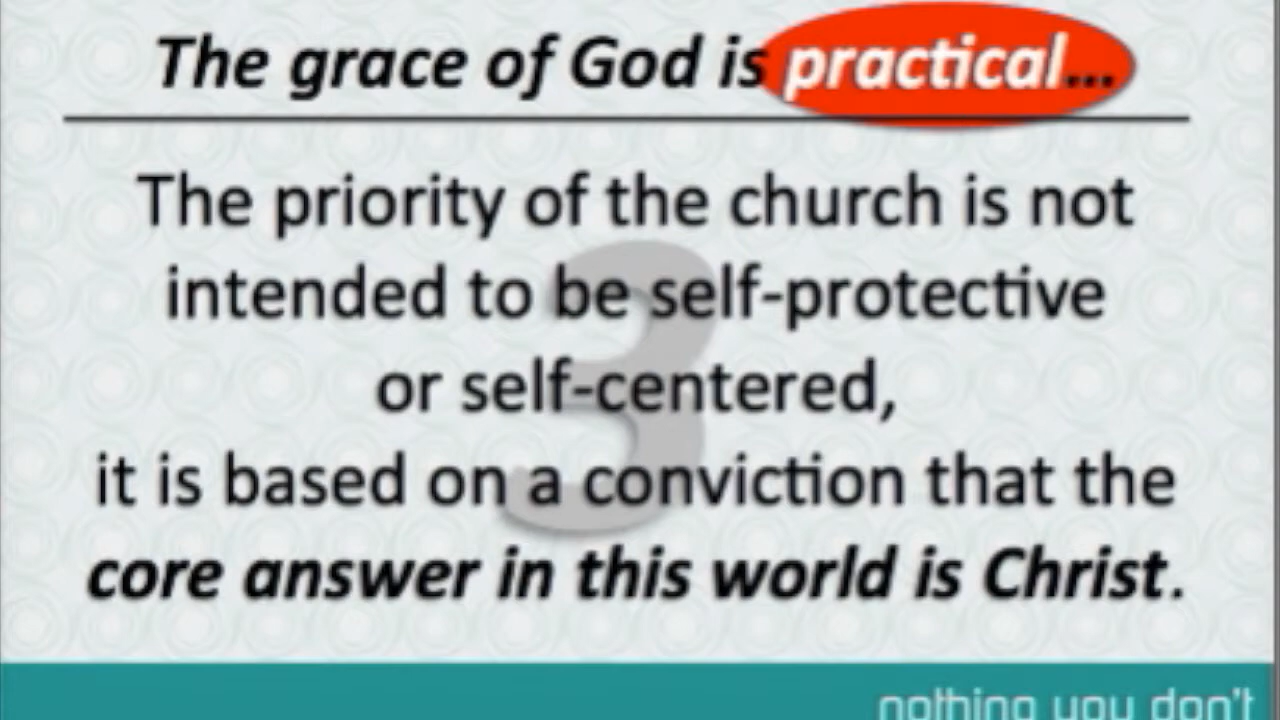 The grace of God is practical...
The priority of the church is not
intended to be self-protective
3
or self-centered,
it is based on a conviction that the
core answer in this world is Christ.
nothing you don't